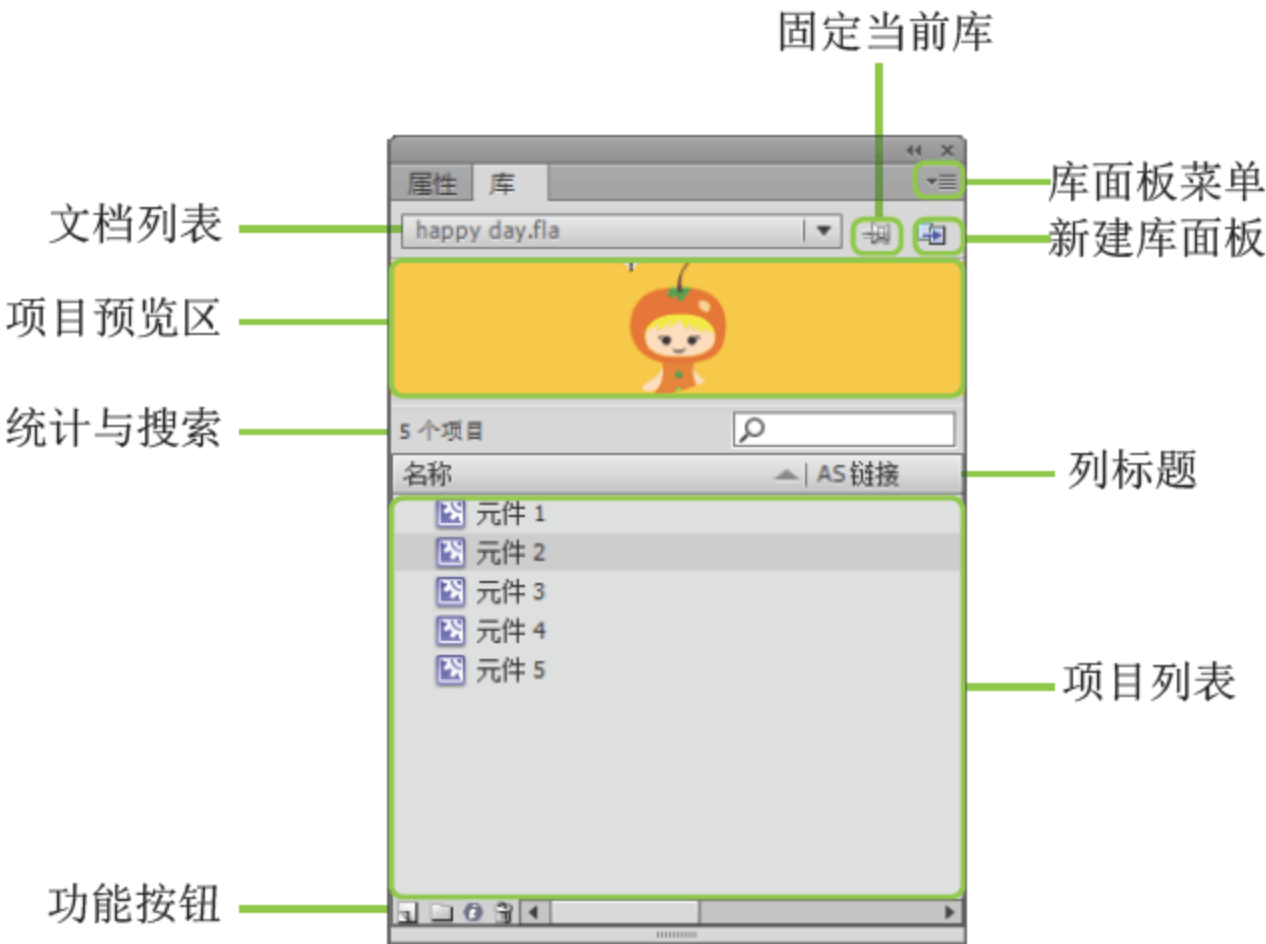 固定当前库
属性 库
库面板菜单
文档列表
happy day.fla
新建库面板
项目预览区
统计与搜索
5 个项目
名称 AS 链接
列标题
元件 1
元件 2
元件 3
元件 4
元件 5
项目列表
功能按钮